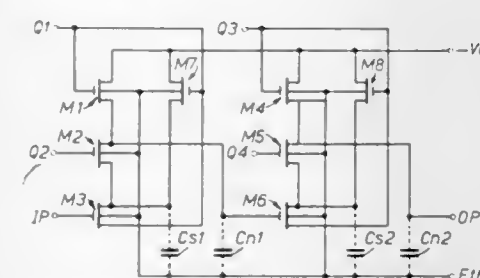 Q1 Q3
M7 M8
M1 M4
M2 M5
Q2 Q4
M3 M6
IP OP
Cs1 Cn1 Cs2 Cn2